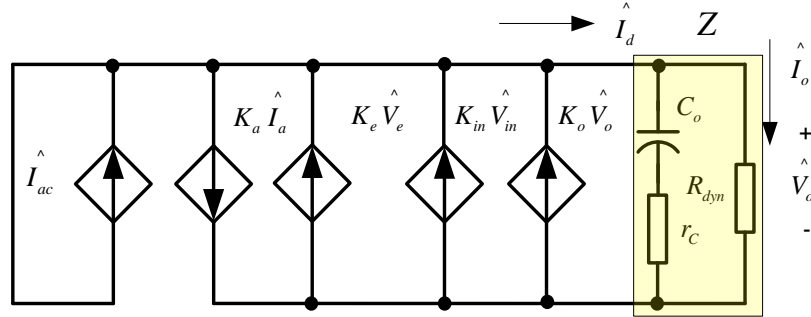 Î_d
Z
Î_o
Î_ac
K_a Î_a
K_e V̂_e
K_in V̂_in
K_o V̂_o
C_o
r_C
R_dyn
+
V̂_o
-